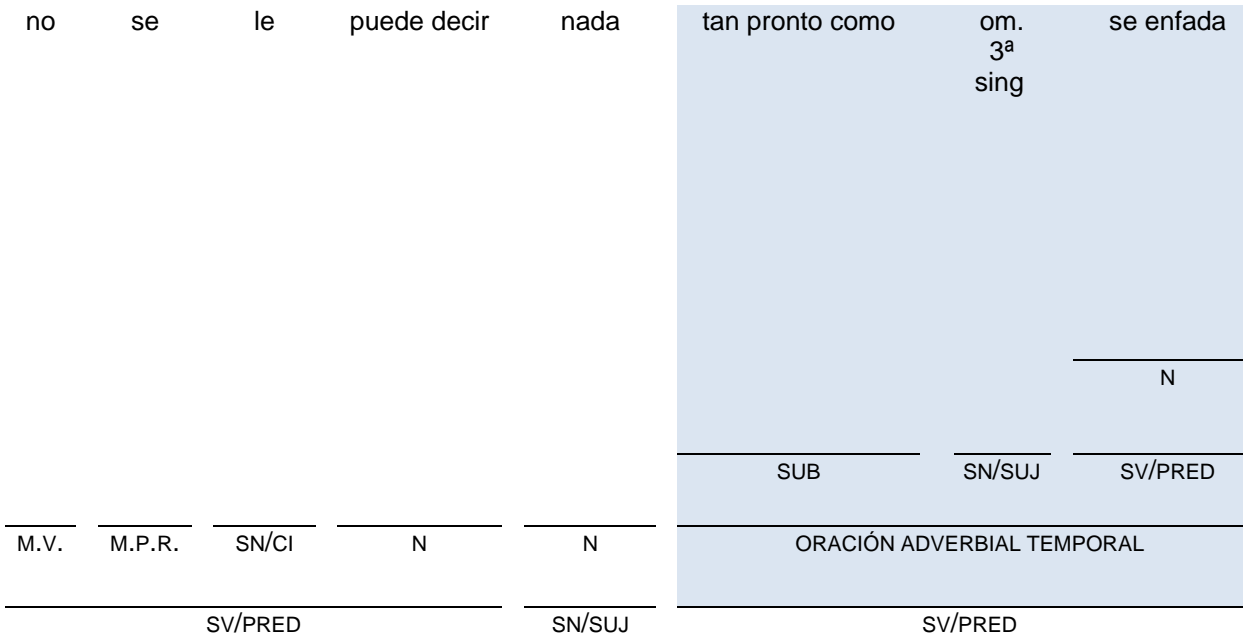 no se le puede decir nada tan pronto como om. se enfada
3ª
sing
N
SUB SN/SUJ SV/PRED
M.V. M.P.R. SN/CI N N ORACIÓN ADVERBIAL TEMPORAL
SV/PRED SN/SUJ SV/PRED